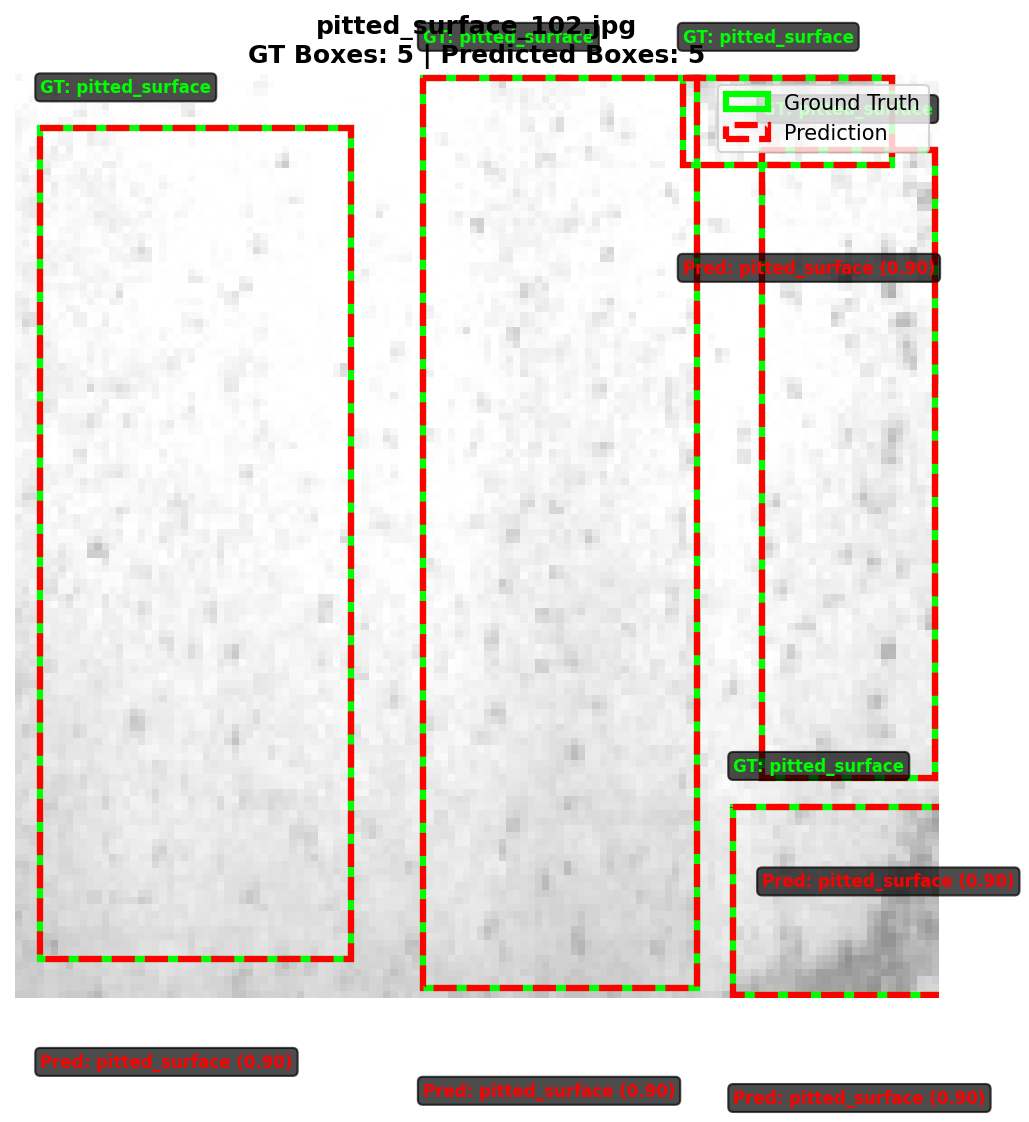 pitted_surface_102.jpg
GT Boxes: 5 | Predicted Boxes: 5
GT: pitted_surface
GT: pitted_surface
GT: pitted_surface
GT: pitted_surface
Ground Truth
Prediction
Pred: pitted_surface (0.90)
GT: pitted_surface
Pred: pitted_surface (0.90)
Pred: pitted_surface (0.90)
Pred: pitted_surface (0.90)
Pred: pitted_surface (0.90)